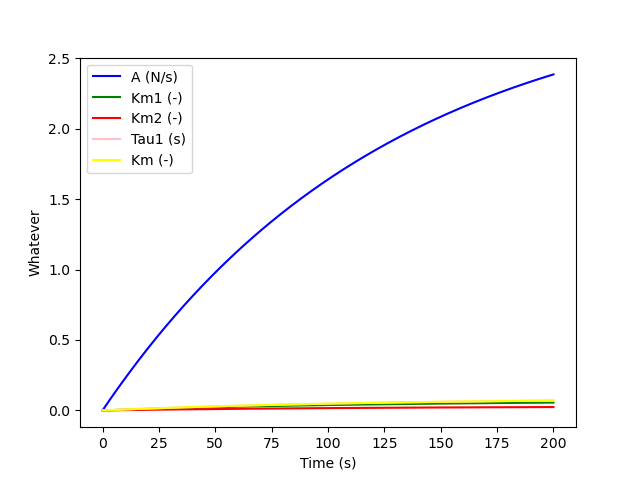 2.5
2.0
1.5
1.0
0.5
0.0
Whatever
A (N/s)
Km1 (-)
Km2 (-)
Tau1 (s)
Km (-)
0 25 50 75 100 125 150 175 200
Time (s)